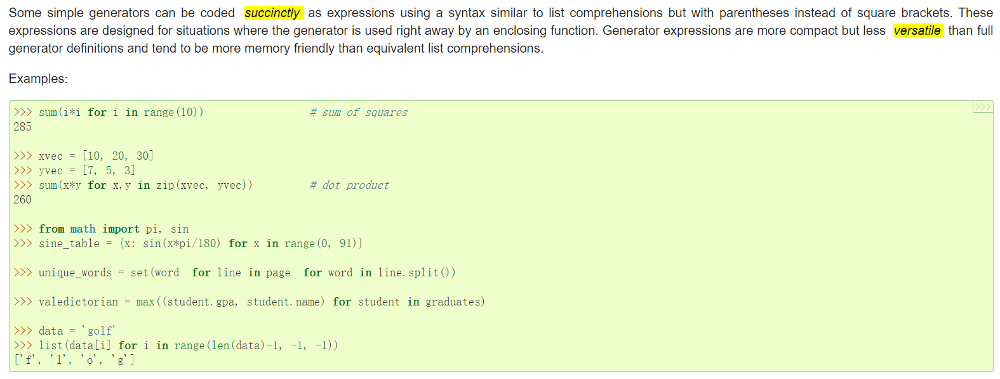 Some simple generators can be coded succinctly as expressions using a syntax similar to list comprehensions but with parentheses instead of square brackets. These
expressions are designed for situations where the generator is used right away by an enclosing function. Generator expressions are more compact but less versatile than full
generator definitions and tend to be more memory friendly than equivalent list comprehensions.
Examples:
>>>
>>> sum(i*i for i in range(10)) # sum of squares
285
>>> xvec = [10, 20, 30]
>>> yvec = [7, 5, 3]
>>> sum(x*y for x,y in zip(xvec, yvec)) # dot product
260
>>> from math import pi, sin
>>> sine_table = {x: sin(x*pi/180) for x in range(0, 91)}
>>> unique_words = set(word for line in page for word in line.split())
>>> valedictorian = max((student.gpa, student.name) for student in graduates)
>>> data = 'golf'
>>> list(data[i] for i in range(len(data)-1, -1, -1))
['f', 'l', 'o', 'g']